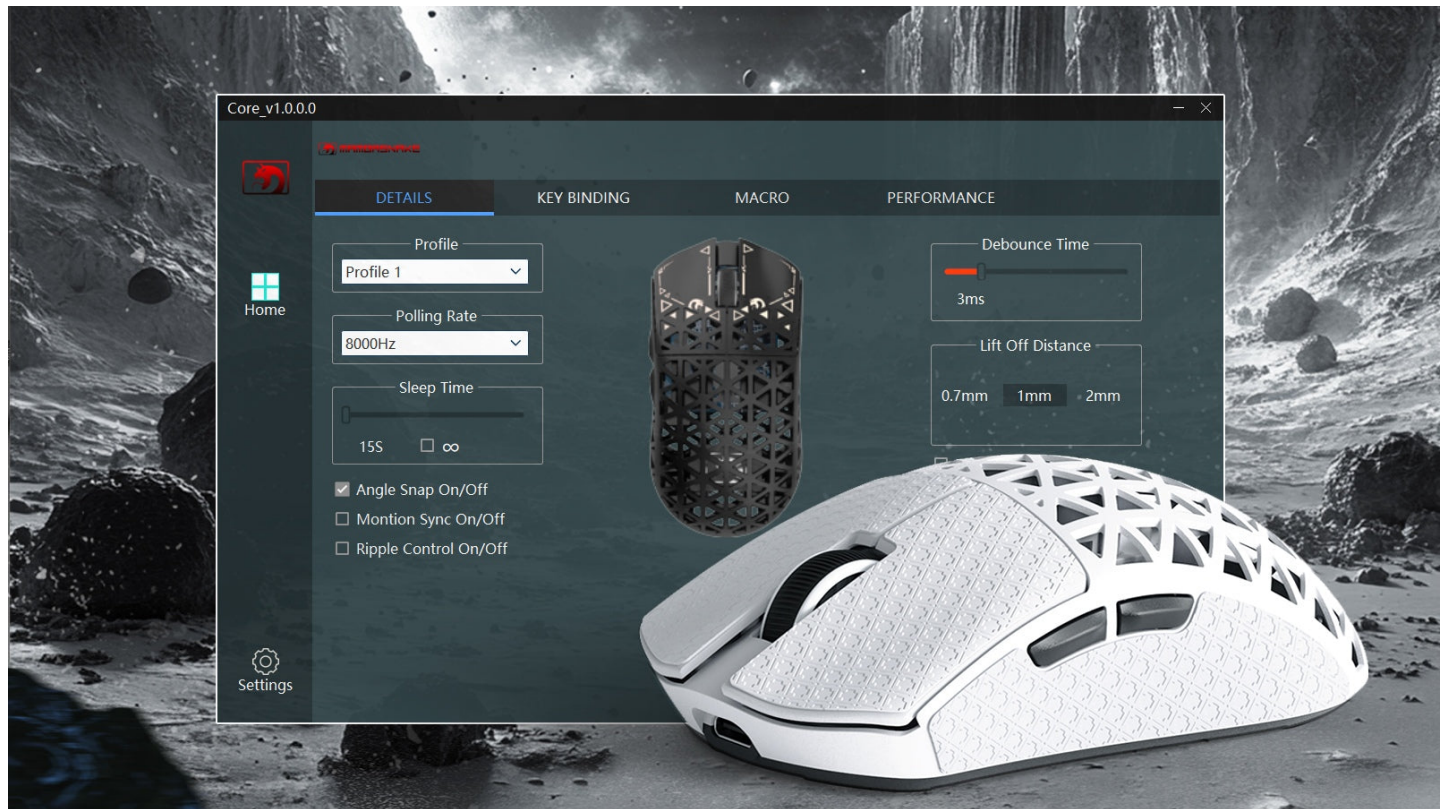 Core_v1.0.0.0
DETAILS
KEY BINDING
MACRO
PERFORMANCE
Home
Settings
Profile
Profile 1
Polling Rate
8000Hz
Sleep Time
15S
∞
Angle Snap On/Off
Montion Sync On/Off
Ripple Control On/Off
Debounce Time
3ms
Lift Off Distance
0.7mm 1mm 2mm